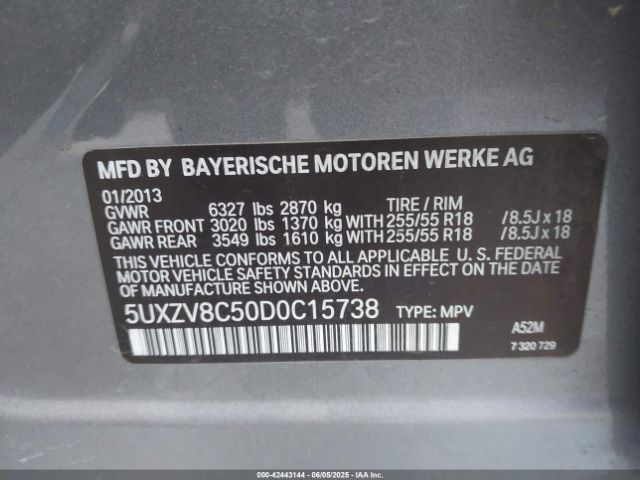 MFD BY BAYERISCHE MOTOREN WERKE AG
01/2013
GVWR 6327 lbs 2870 kg TIRE / RIM
GAWR FRONT 3020 lbs 1370 kg WITH 255/55 R18 /8.5J x 18
GAWR REAR 3549 lbs 1610 kg WITH 255/55 R18 /8.5J x 18
THIS VEHICLE CONFORMS TO ALL APPLICABLE U.S. FEDERAL
MOTOR VEHICLE SAFETY STANDARDS IN EFFECT ON THE DATE
OF MANUFACTURE SHOWN ABOVE.
5UXZV8C50D0C15738 TYPE: MPV
A52M
7 320 729
000-42443144 - 06/05/2025 - IAA Inc.